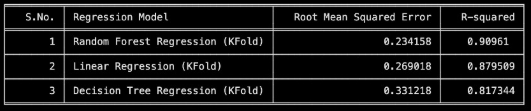 S.No. Regression Model Root Mean Squared Error R-squared
1 Random Forest Regression (KFold) 0.234158 0.90961
2 Linear Regression (KFold) 0.269018 0.879509
3 Decision Tree Regression (KFold) 0.331218 0.817344